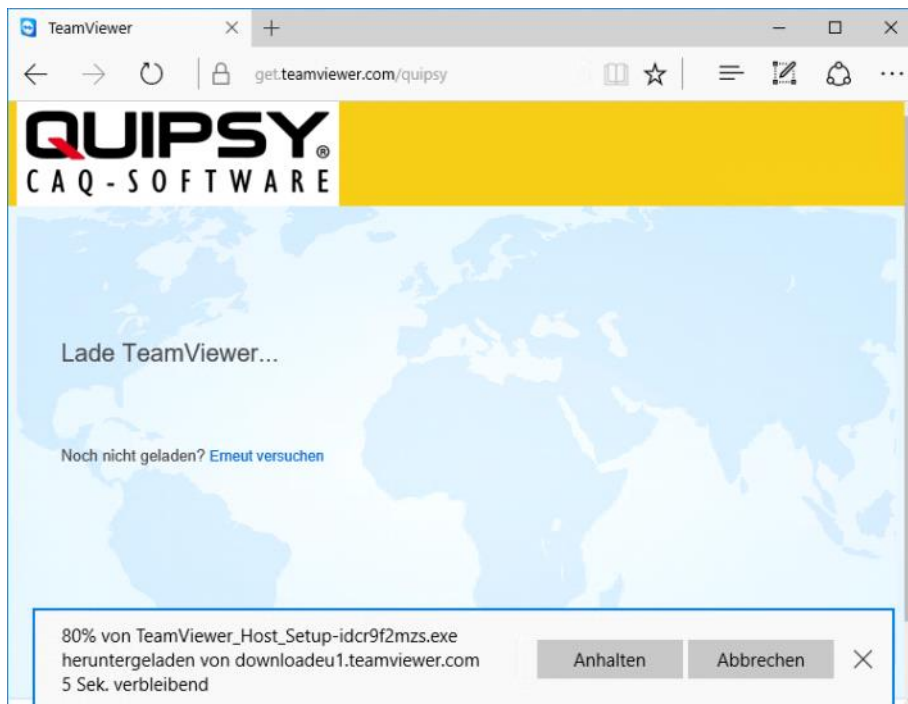 TeamViewer
get.teamviewer.com/quipsy
QUIPSY®
CAQ-SOFTWARE
Lade TeamViewer...
Noch nicht geladen? Erneut versuchen
80% von TeamViewer_Host_Setup-idcr9f2mzs.exe
heruntergeladen von downloadeu1.teamviewer.com
5 Sek. verbleibend
Anhalten
Abbrechen